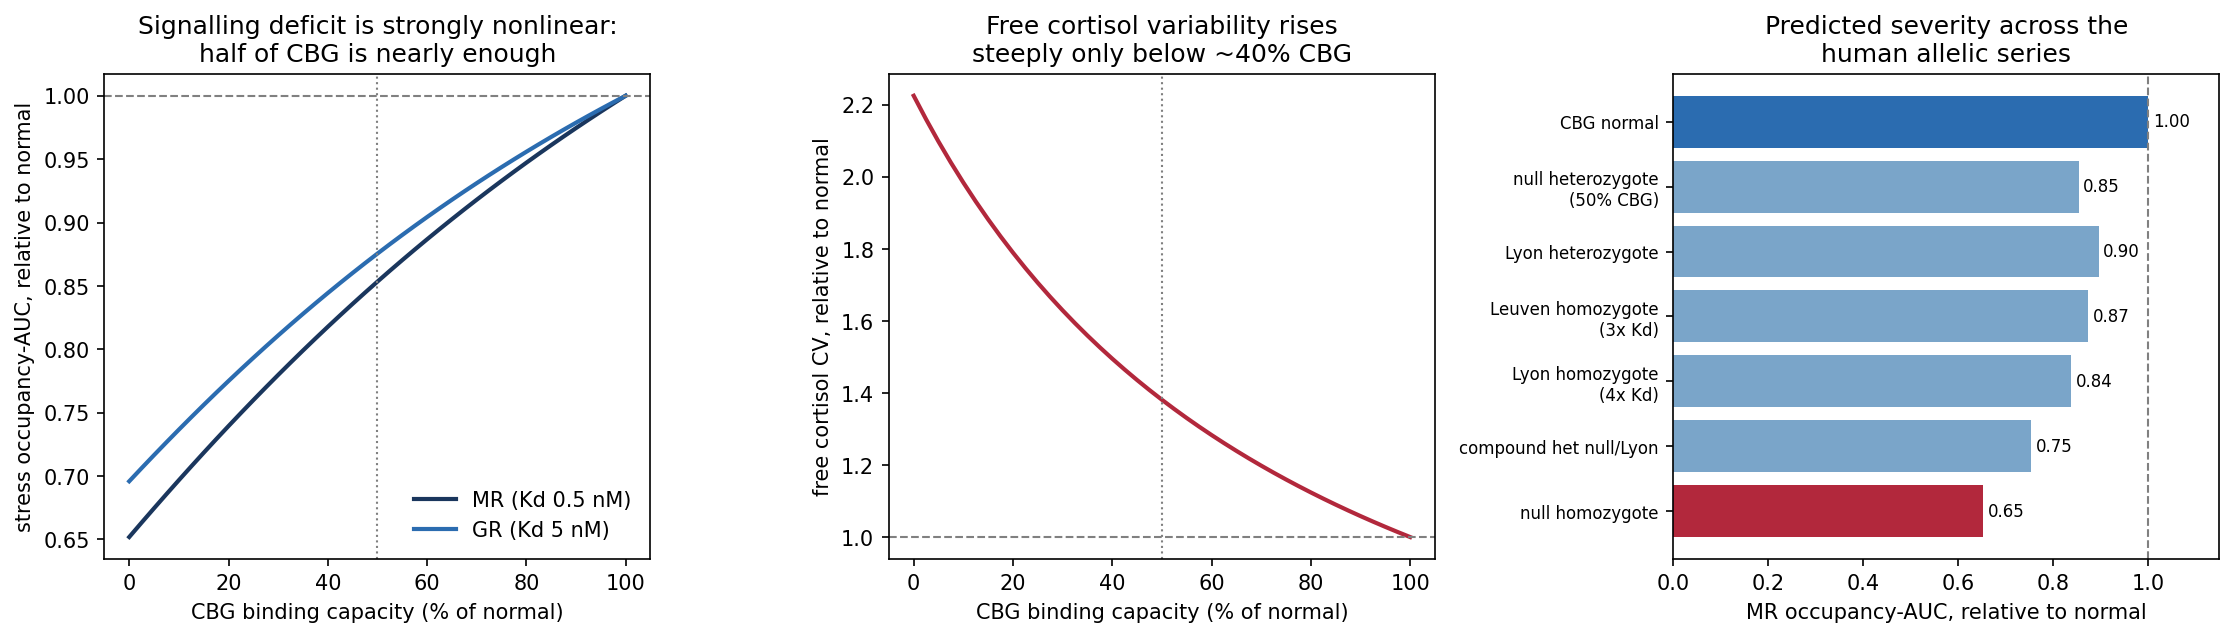 Signalling deficit is strongly nonlinear:
half of CBG is nearly enough
stress occupancy-AUC, relative to normal
1.00
0.95
0.90
0.85
0.80
0.75
0.70
0.65
MR (Kd 0.5 nM)
GR (Kd 5 nM)
0 20 40 60 80 100
CBG binding capacity (% of normal)
Free cortisol variability rises
steeply only below ~40% CBG
free cortisol CV, relative to normal
2.2
2.0
1.8
1.6
1.4
1.2
1.0
0 20 40 60 80 100
CBG binding capacity (% of normal)
Predicted severity across the
human allelic series
CBG normal
1.00
null heterozygote
(50% CBG)
0.85
Lyon heterozygote
0.90
Leuven homozygote
(3x Kd)
0.87
Lyon homozygote
(4x Kd)
0.84
compound het null/Lyon
0.75
null homozygote
0.65
0.0 0.2 0.4 0.6 0.8 1.0
MR occupancy-AUC, relative to normal